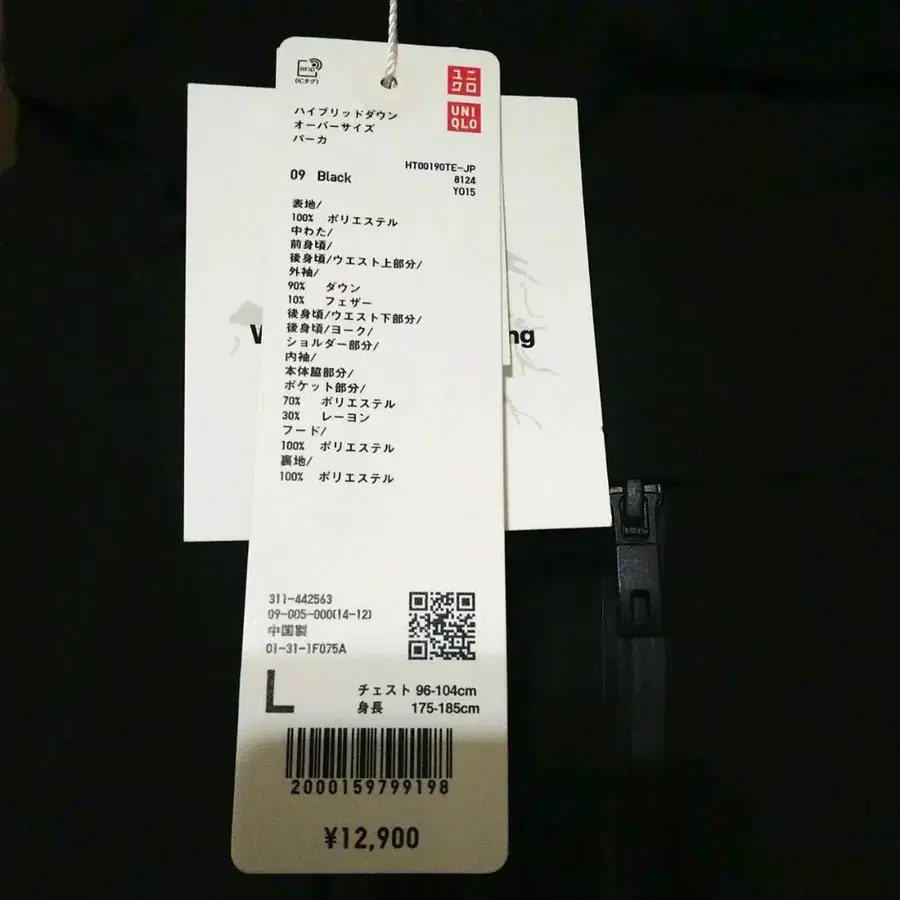 RFID
(ICタグ)
ユニ
クロ
UNI
QLO
ハイブリッドダウン
オーバーサイズ
パーカ
HT00190TE-JP
09 Black
8124
Y015
表地/
100% ポリエステル
中わた/
前身頃/
後身頃/ウエスト上部分/
外袖/
90% ダウン
10% フェザー
後身頃/ウエスト下部分/
後身頃/ヨーク/
ショルダー部分/
内袖/
本体脇部分/
ポケット部分/
70% ポリエステル
30% レーヨン
フード/
100% ポリエステル
裏地/
100% ポリエステル
311-442563
09-005-000(14-12)
中国製
01-31-1F075A
L
チェスト 96-104cm
身長 175-185cm
2000159799198
¥12,900